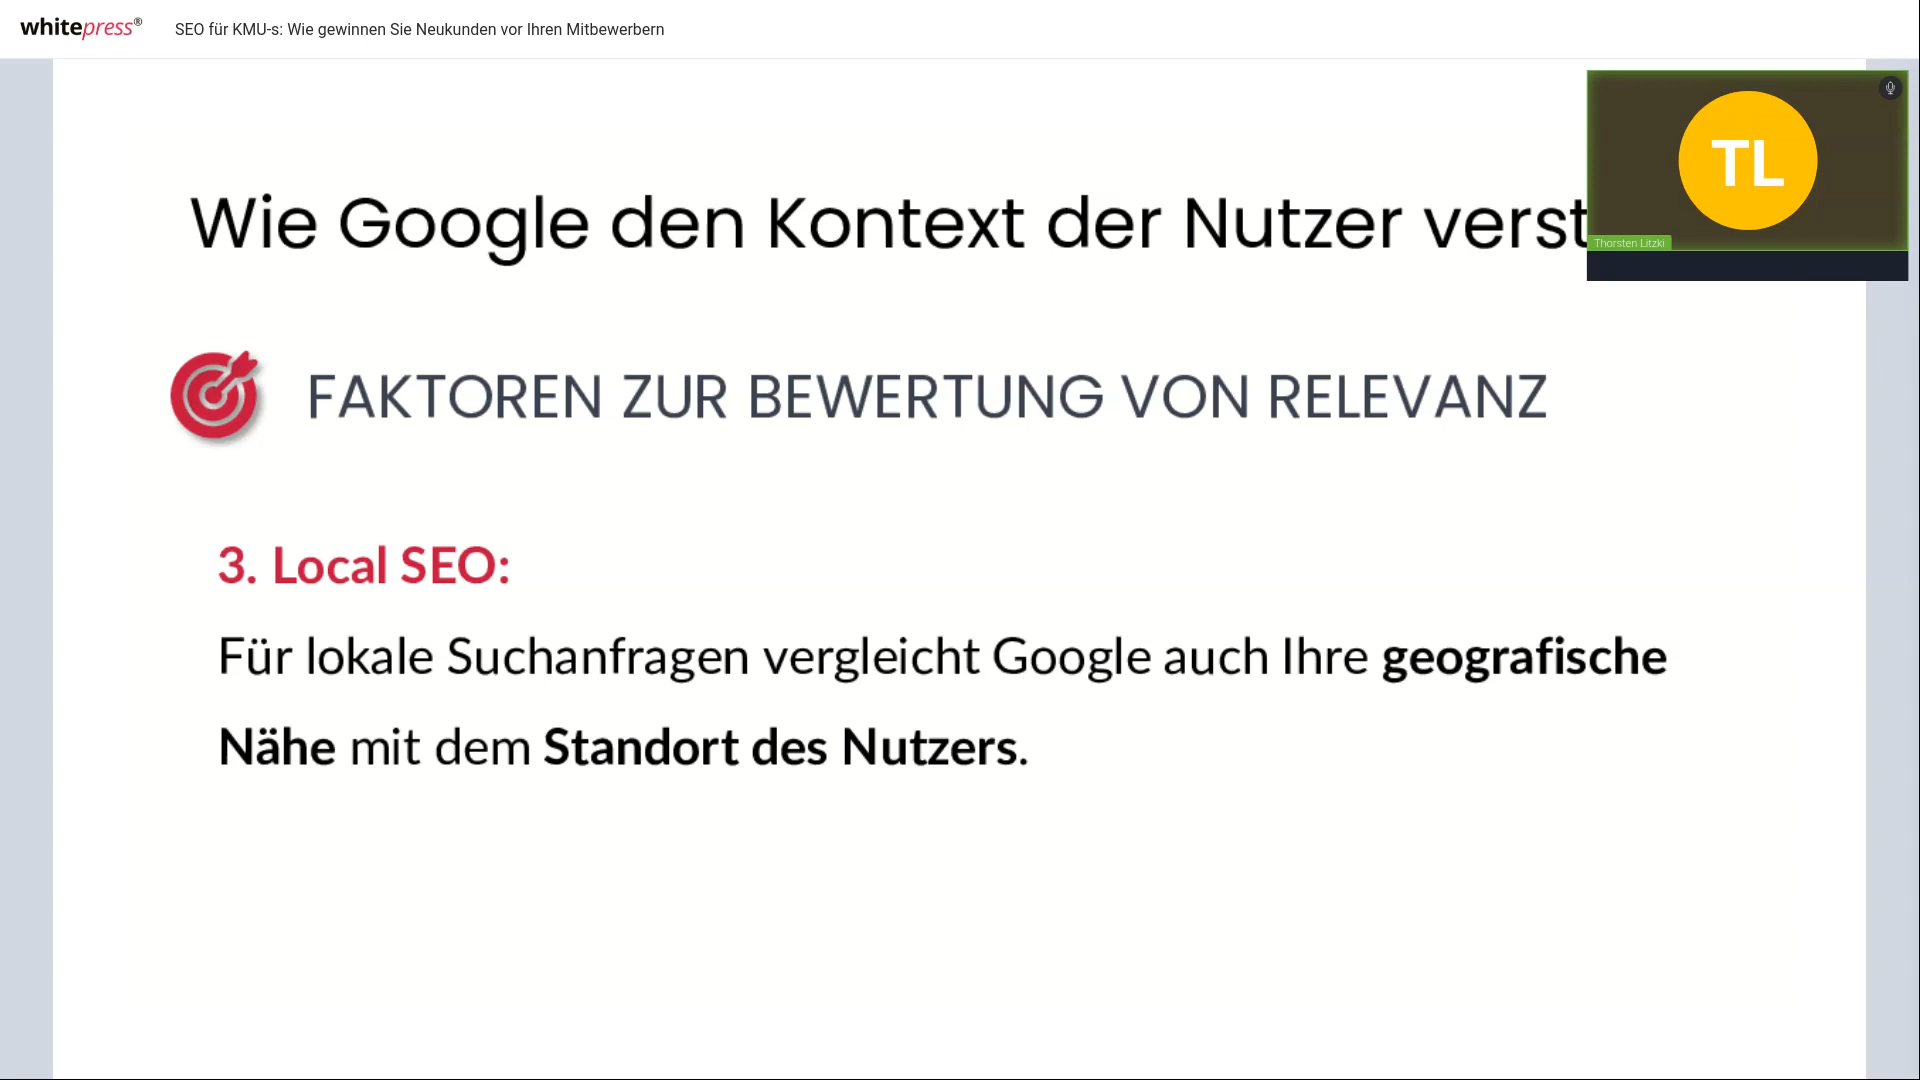 whitepress®
SEO für KMU-s: Wie gewinnen Sie Neukunden vor Ihren Mitbewerbern
Wie Google den Kontext der Nutzer verst
TL
Thorsten Litzki
FAKTOREN ZUR BEWERTUNG VON RELEVANZ
3. Local SEO:
Für lokale Suchanfragen vergleicht Google auch Ihre geografische
Nähe mit dem Standort des Nutzers.